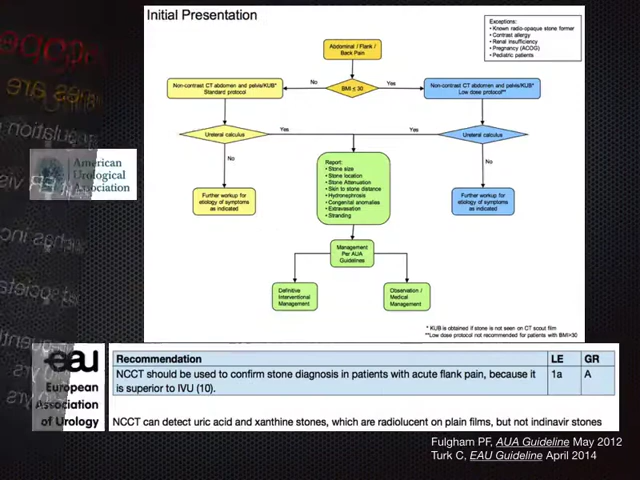 Initial Presentation
Exceptions:
• Known radio-opaque stone former
• Contrast allergy
• Renal insufficiency
• Pregnancy (ACOG)
• Pediatric patients
Abdominal / Flank /
Back Pain
No
BMI ≤ 30
Yes
Non-contrast CT abdomen and pelvis/KUB*
Standard protocol
Non-contrast CT abdomen and pelvis/KUB*
Low dose protocol**
Ureteral calculus
Yes
Yes
Ureteral calculus
No
No
Report:
• Stone size
• Stone location
• Stone Attenuation
• Skin to stone distance
• Hydronephrosis
• Congenital anomalies
• Extravasation
• Stranding
Further workup for
etiology of symptoms
as indicated
Further workup for
etiology of symptoms
as indicated
Management
Per AUA
Guidelines
Definitive
Interventional
Management
Observation /
Medical
Management
* KUB is obtained if stone is not seen on CT scout film
**Low dose protocol not recommended for patients with BMI>30
American
Urological
Association
eau
European
Association
of Urology
Recommendation LE GR
NCCT should be used to confirm stone diagnosis in patients with acute flank pain, because it 1a A
is superior to IVU (10).
NCCT can detect uric acid and xanthine stones, which are radiolucent on plain films, but not indinavir stones
Fulgham PF, AUA Guideline May 2012
Turk C, EAU Guideline April 2014